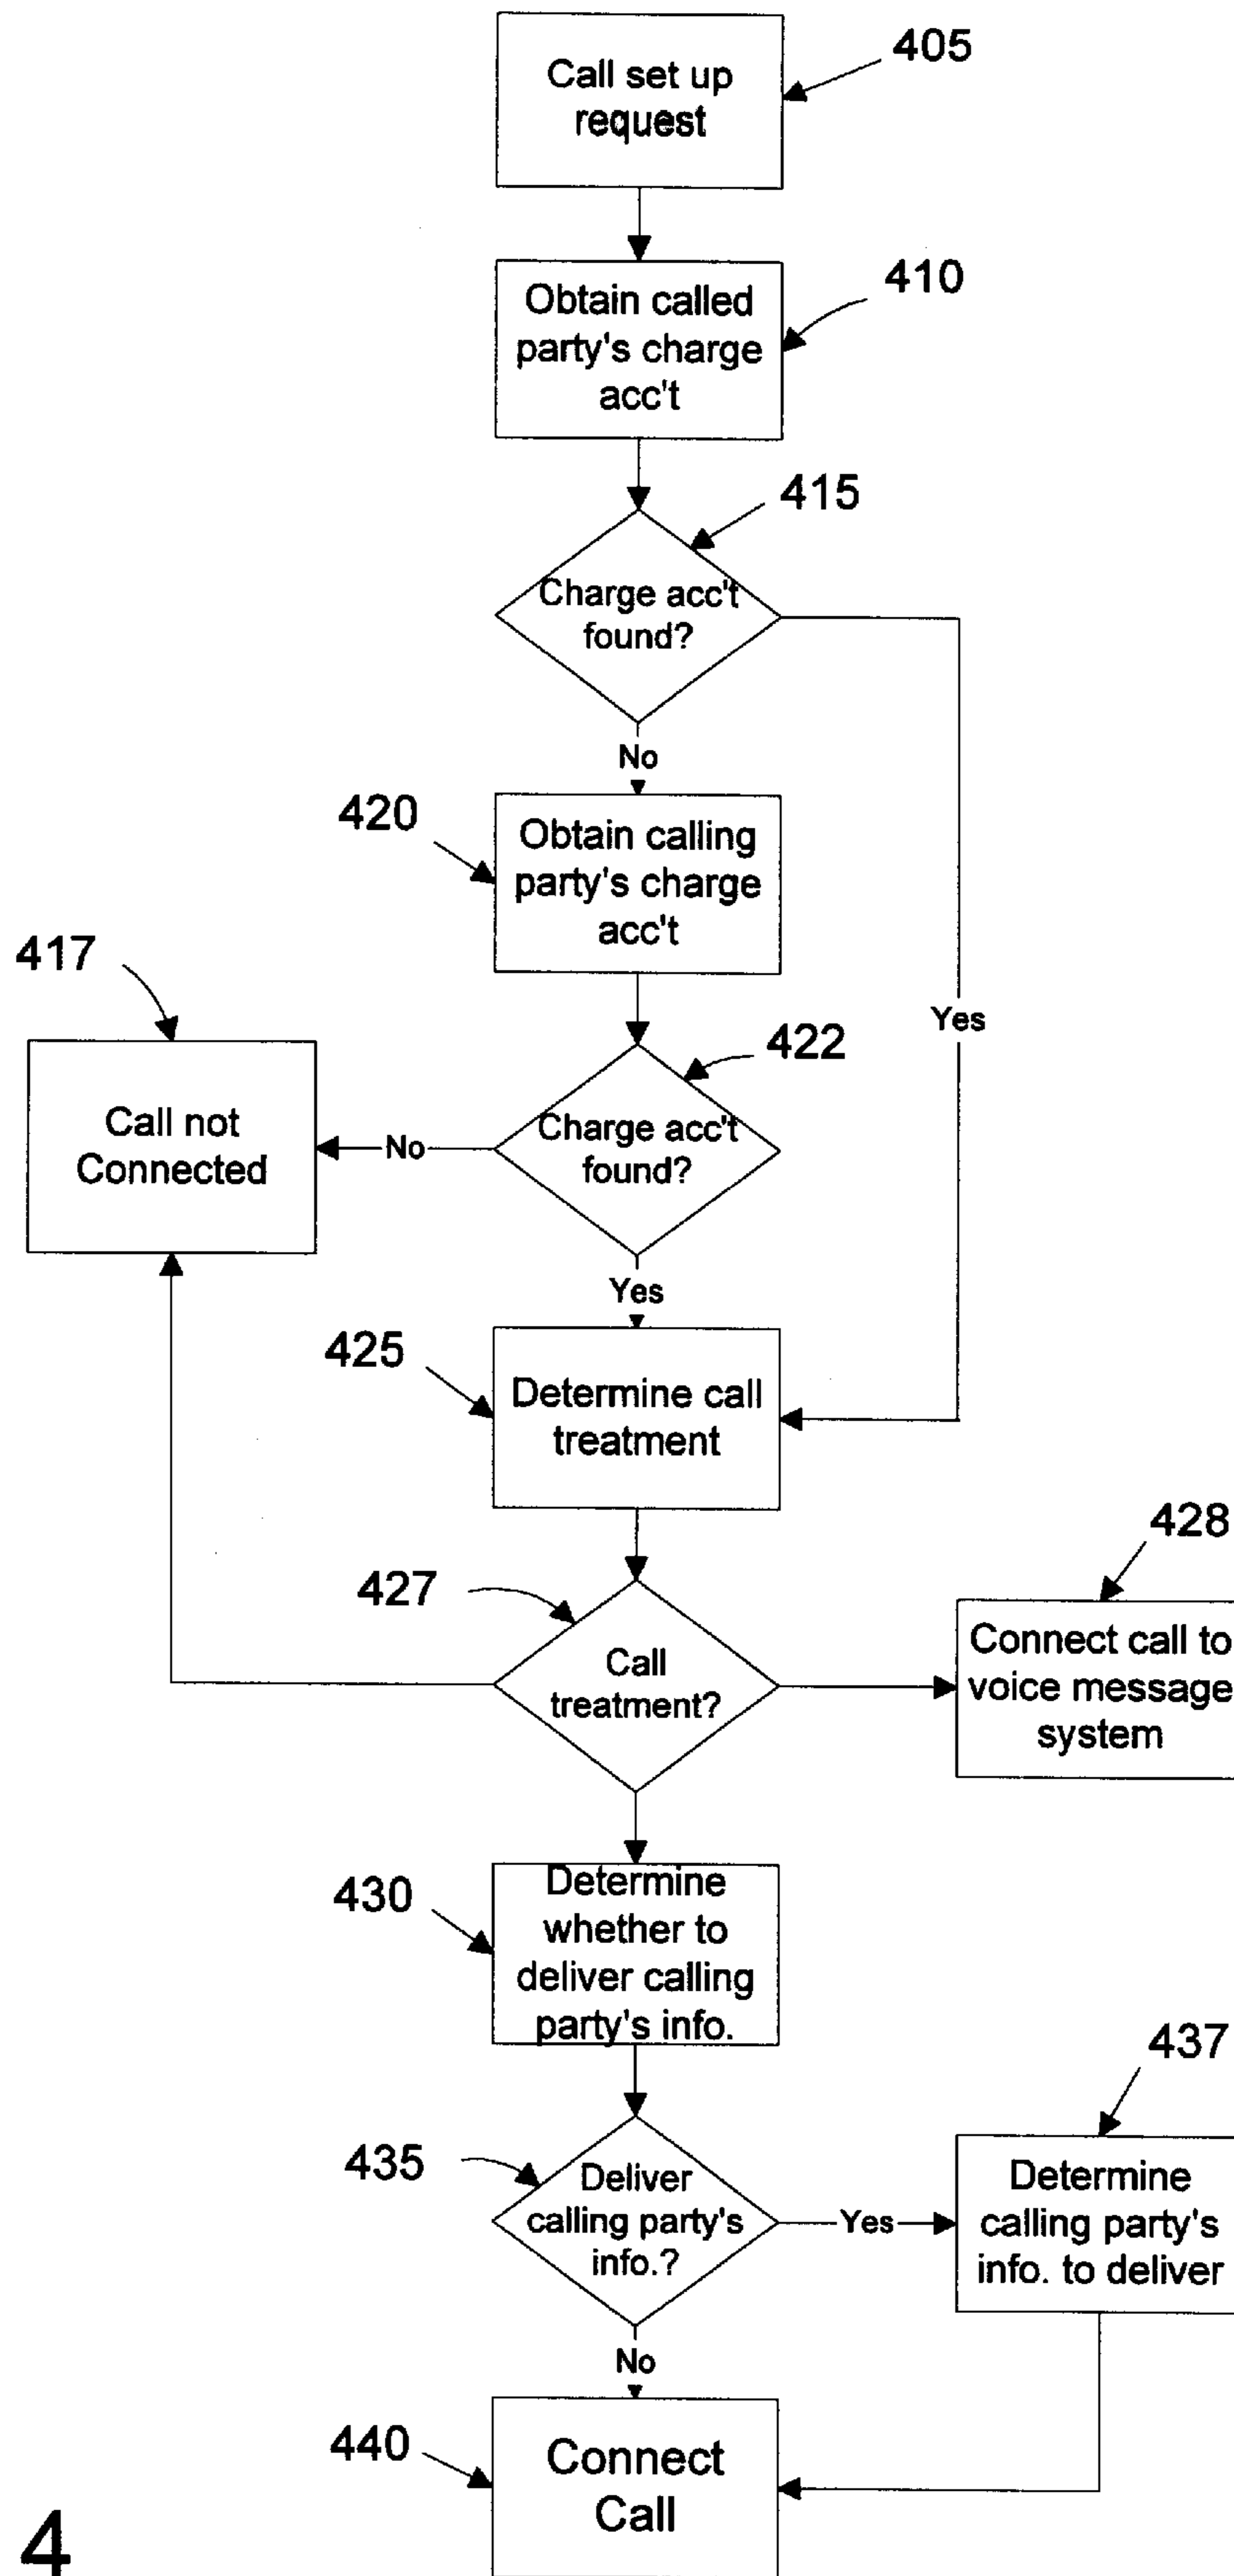 Call set up
request
405
Obtain called
party's charge
acc't
410
415
Charge acc't
found?
No
420
Obtain calling
party's charge
acc't
417
422
Yes
Call not
Connected
No
Charge acc't
found?
Yes
425
Determine call
treatment
428
427
Call
treatment?
Connect call to
voice message
system
430
Determine
whether to
deliver calling
party's info.
437
435
Deliver
calling party's
info.?
Yes
Determine
calling party's
info. to deliver
No
440
Connect
Call
4